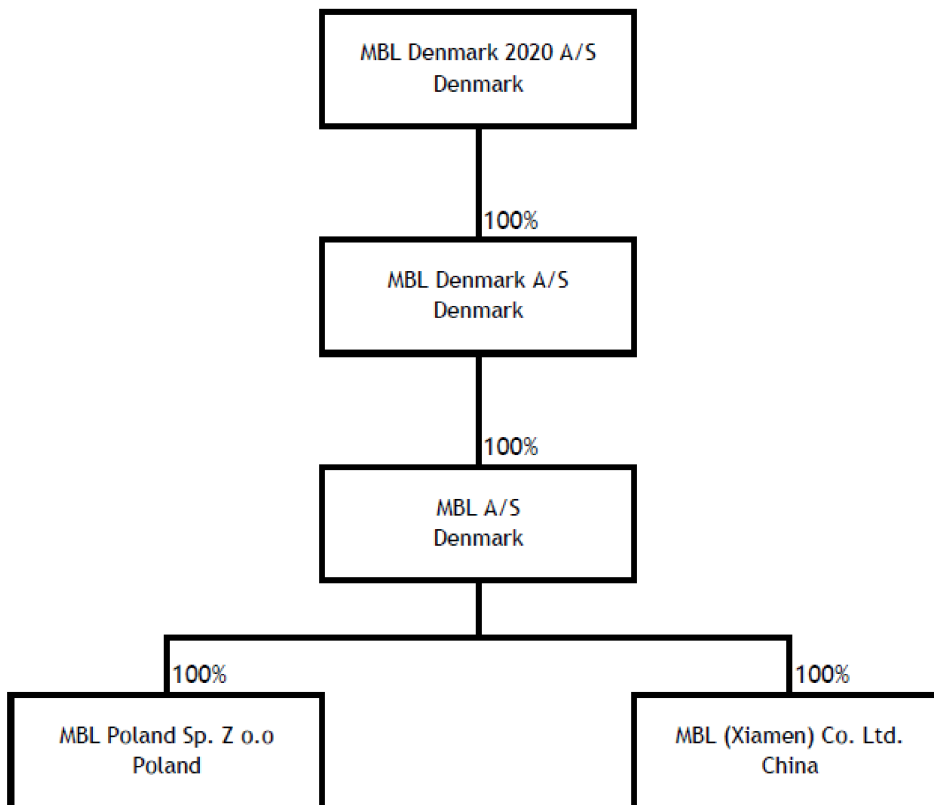 MBL Denmark 2020 A/S
Denmark
100%
MBL Denmark A/S
Denmark
100%
MBL A/S
Denmark
100%
100%
MBL Poland Sp. Z o.o
Poland
MBL (Xiamen) Co. Ltd.
China